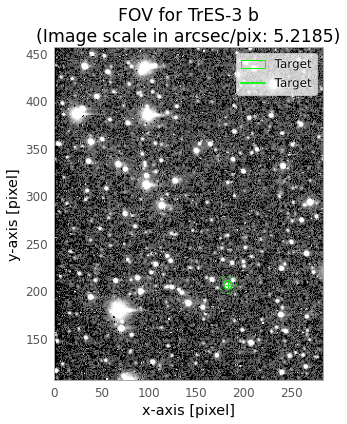 FOV for TrES-3 b
(Image scale in arcsec/pix: 5.2185)
Target
Target
450
400
350
300
250
200
150
y-axis [pixel]
0 50 100 150 200 250
x-axis [pixel]